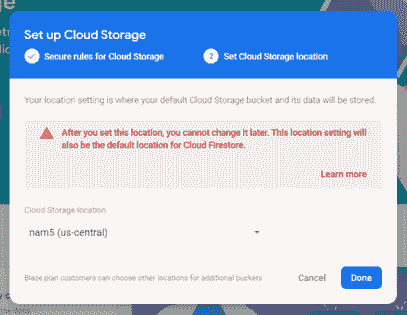 Set up Cloud Storage
Secure rules for Cloud Storage
2 Set Cloud Storage location
Your location setting is where your default Cloud Storage bucket and its data will be stored.
After you set this location, you cannot change it later. This location setting will
also be the default location for Cloud Firestore.
Learn more
Cloud Storage location
nam5 (us-central)
Blaze plan customers can choose other locations for additional buckets
Cancel
Done